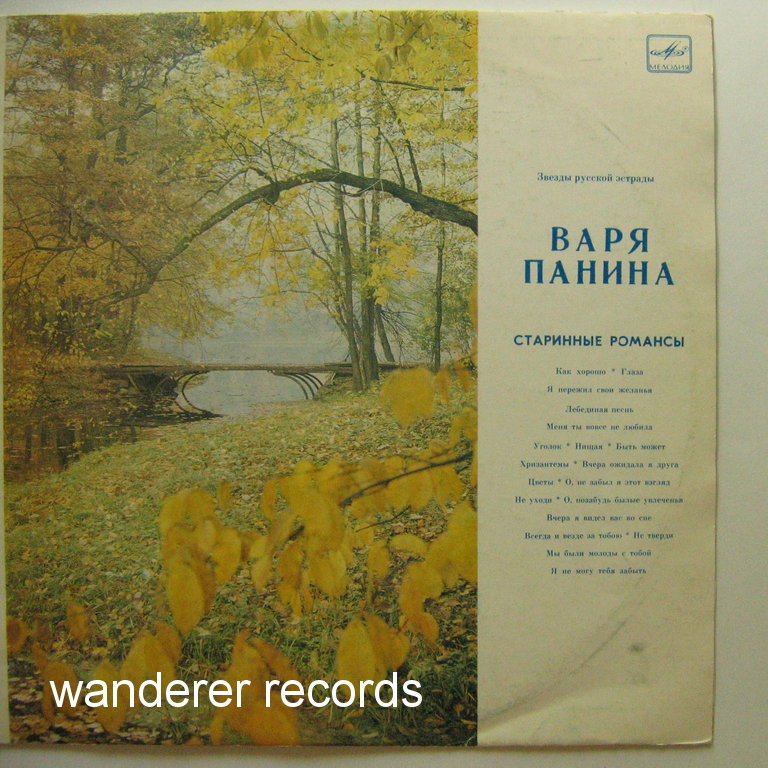 МЕЛОДИЯ
Звезды русской эстрады
ВАРЯ
ПАНИНА
СТАРИННЫЕ РОМАНСЫ
Как хорошо * Глаза
Я пережил свои желанья
Лебединая песнь
Меня ты вовсе не любила
Уголок * Нищая * Быть может
Хризантемы * Вчера ожидала я друга
Цветы * О, не забыл я этот взгляд
Не уходи * О, позабудь былые увлеченья
Вчера я видел вас во сне
Всегда и везде за тобою * Не тверди
Мы были молоды с тобой
Я не могу тебя забыть
wanderer records